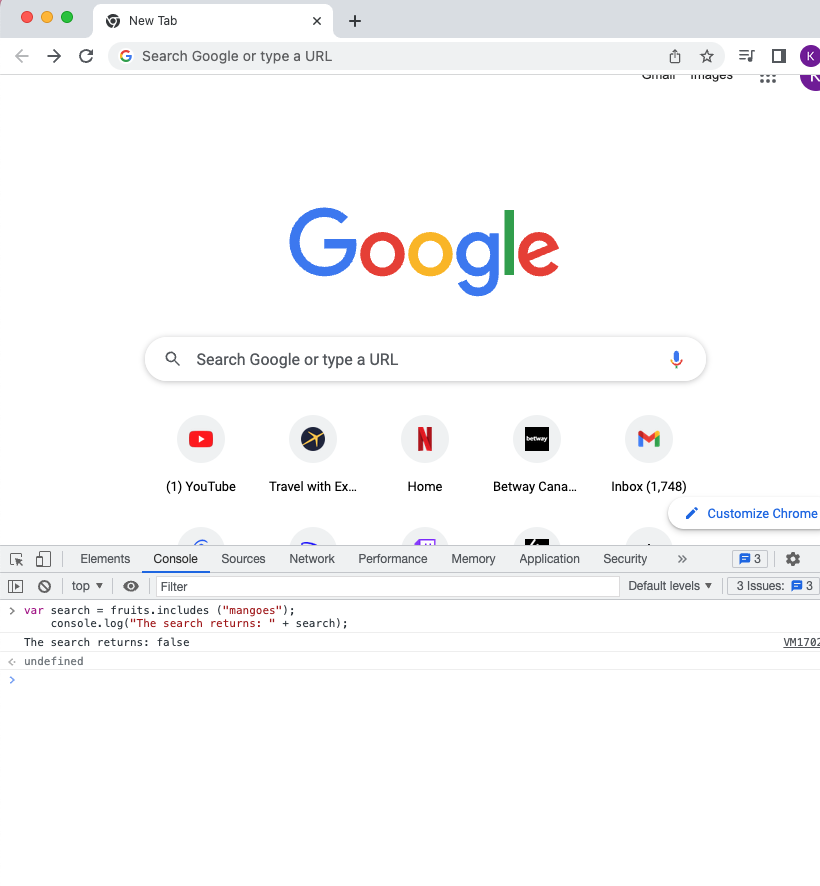 New Tab
Search Google or type a URL
K
Gmail Images
K
Google
Search Google or type a URL
(1) YouTube Travel with Ex... Home Betway Cana... Inbox (1,748)
betway
Customize Chrome
Elements Console Sources Network Performance Memory Application Security » 3
top Filter Default levels 3 Issues: 3
> var search = fruits.includes ("mangoes");
console.log("The search returns: " + search);
The search returns: false VM1702
undefined
>